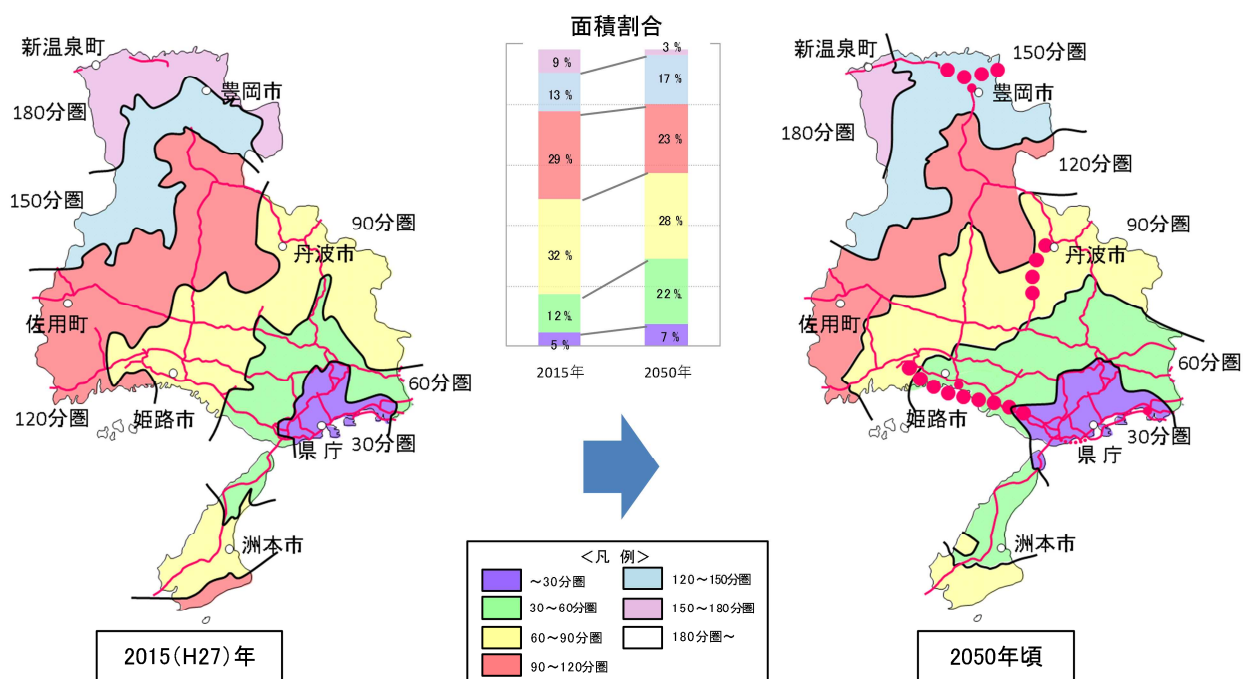 新温泉町
豊岡市
180分圏
150分圏
90分圏
丹波市
佐用町
60分圏
120分圏
姫路市
30分圏
県庁
洲本市
2015(H27)年
面積割合
9 %
13 %
29 %
32 %
12 %
5 %
3 %
17 %
23 %
28 %
22 %
7 %
2015年
2050年
<凡 例>
~30分圏
30~60分圏
60~90分圏
90~120分圏
120~150分圏
150~180分圏
180分圏~
新温泉町
150分圏
豊岡市
180分圏
120分圏
90分圏
丹波市
佐用町
60分圏
姫路市
30分圏
県庁
洲本市
2050年頃